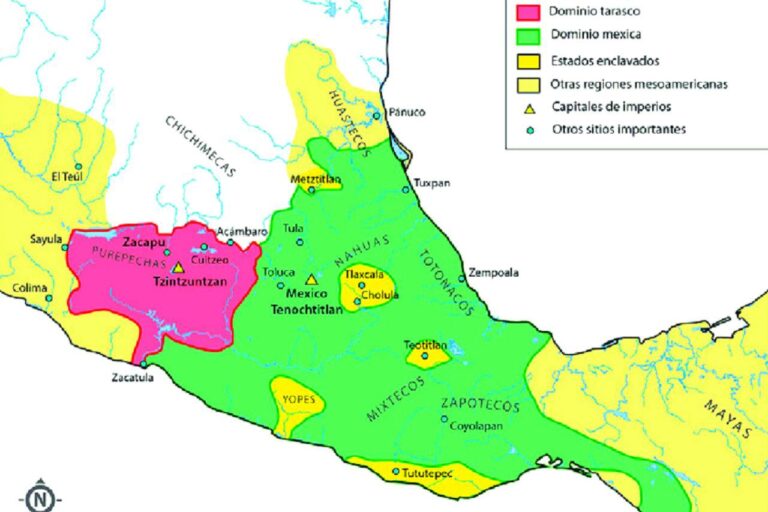 Dominio tarasco
Dominio mexica
Estados enclavados
Otras regiones mesoamericanas
Capitales de imperios
Otros sitios importantes
HUASTECOS
Pánuco
CHICHIMECAS
El Teúl
Metztitlan
Tuxpan
Sayula
Zacapu
Acámbaro
Tula
PUREPECHAS
Cuitzeo
NAHUAS
TOTONACOS
Tzintzuntzan
Toluca
Tlaxcala
Zempoala
Colima
Mexico
Tenochtitlan
Cholula
Zacatula
Teotitlan
YOPES
MIXTECOS
ZAPOTECOS
MAYAS
Coyolapan
Tututepec
N